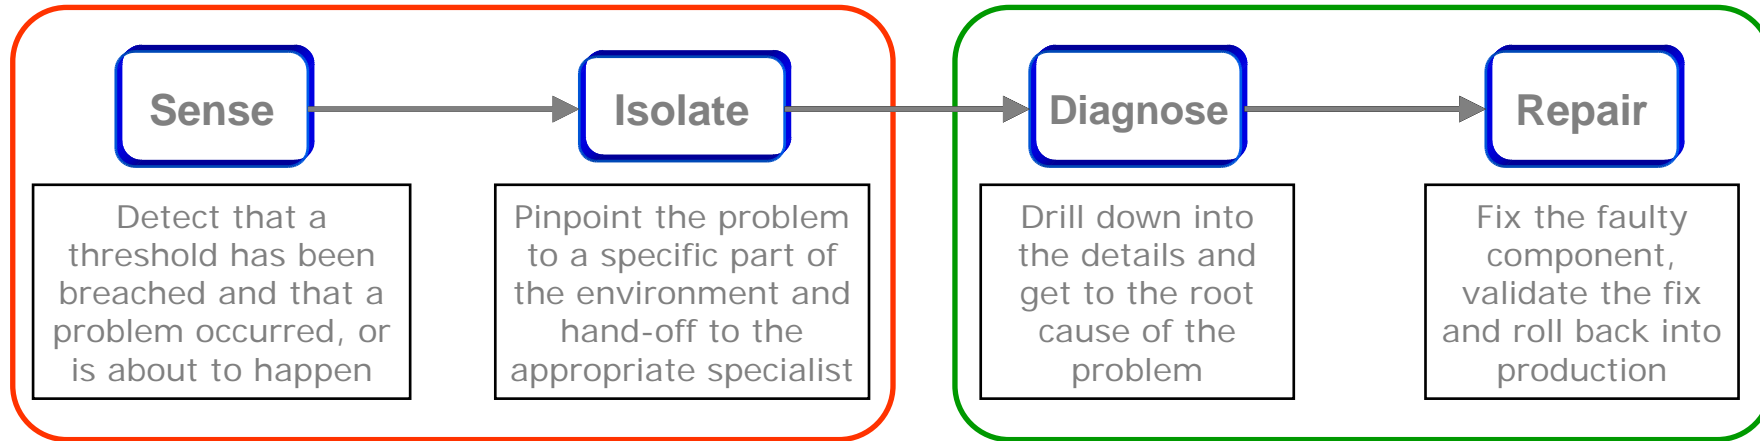 Sense
Isolate
Diagnose
Repair
Detect that a
threshold has been
breached and that a
problem occurred, or
is about to happen
Pinpoint the problem
to a specific part of
the environment and
hand-off to the
appropriate specialist
Drill down into
the details and
get to the root
cause of the
problem
Fix the faulty
component,
validate the fix
and roll back into
production